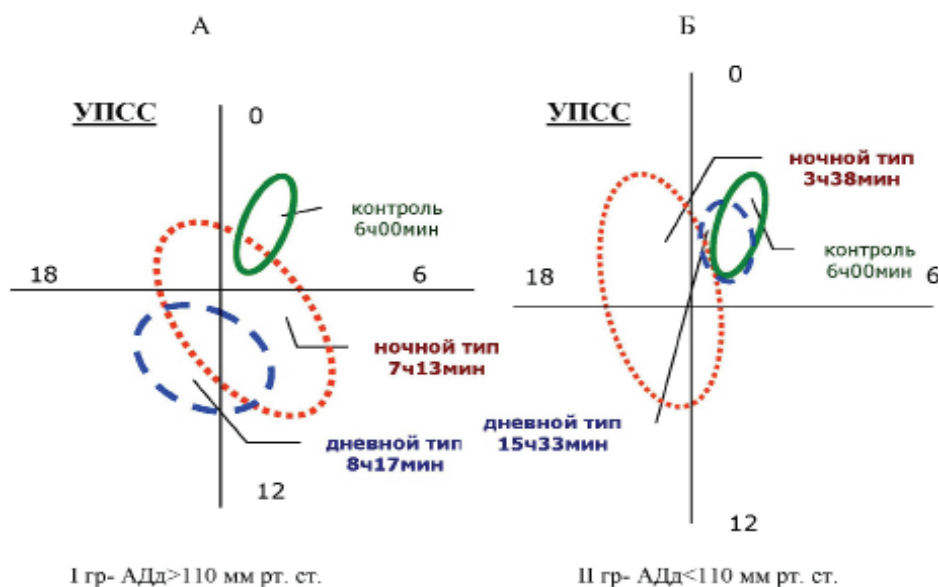 А
УПСС
0
контроль
6ч00мин
18
6
ночной тип
7ч13мин
дневной тип
8ч17мин
12
I гр- АДд>110 мм рт. ст.
Б
УПСС
0
ночной тип
3ч38мин
контроль
6ч00мин
18
6
дневной тип
15ч33мин
12
II гр- АДд<110 мм рт. ст.